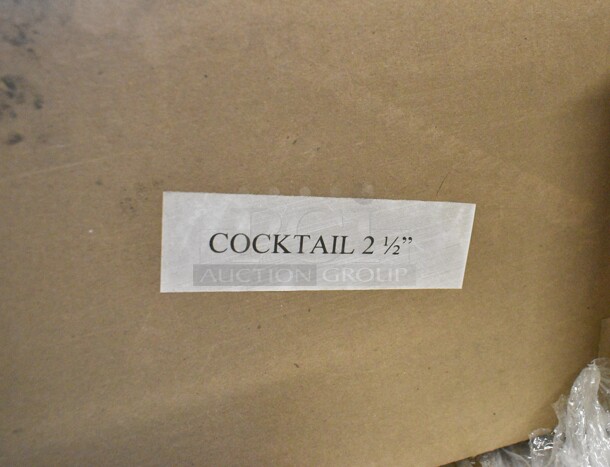 COCKTAIL 2 ½”
AUCTION GROUP